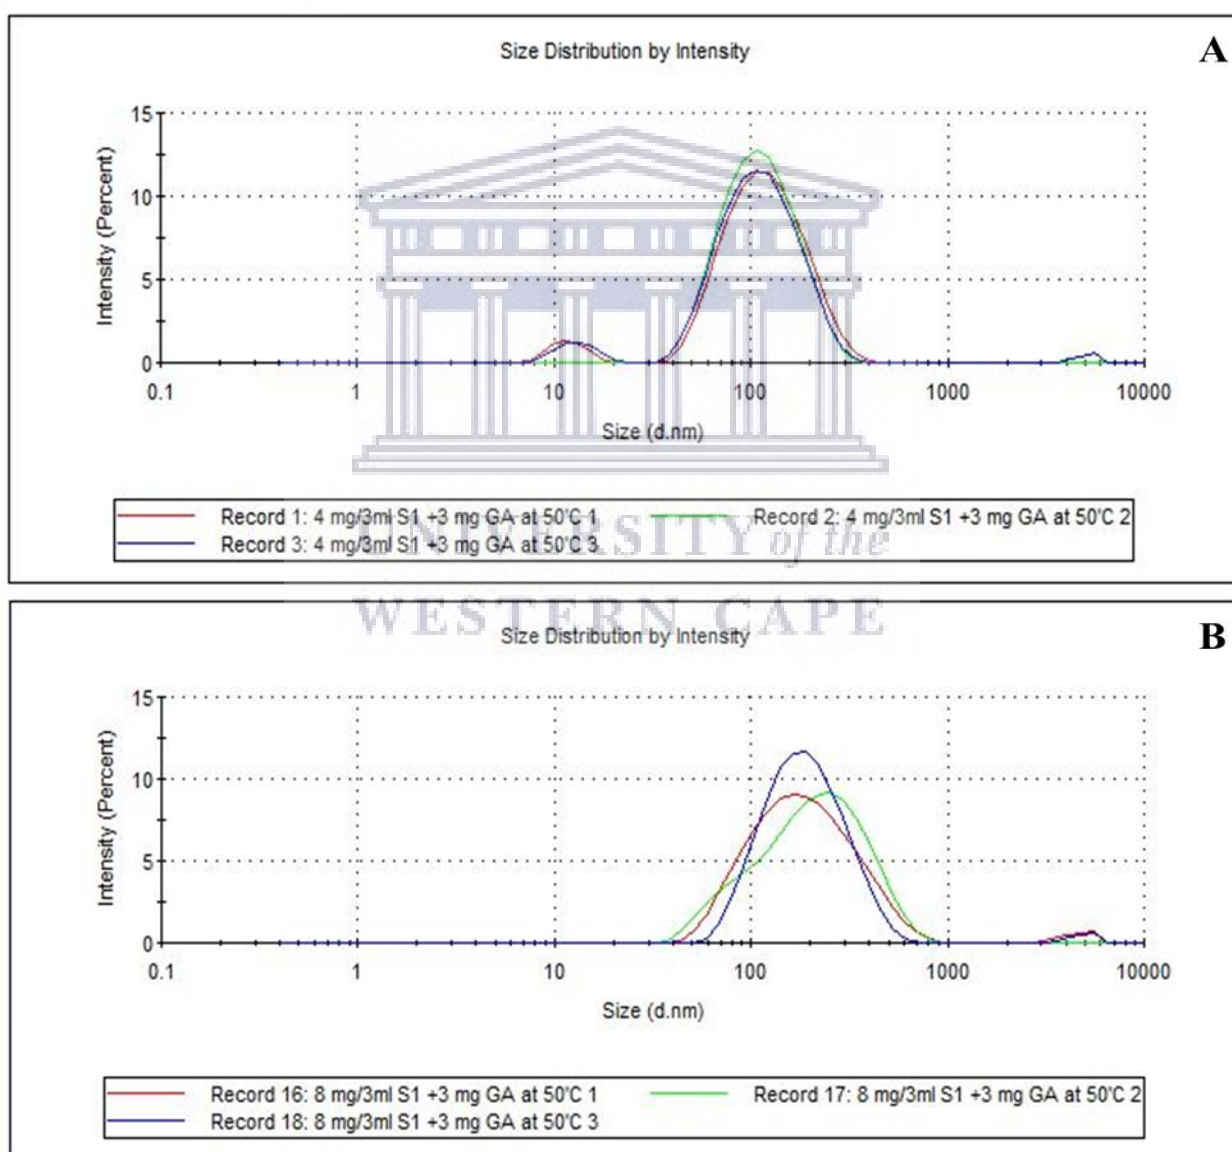 A
Size Distribution by Intensity
Intensity (Percent)
15
10
5
0
0.1 1 10 100 1000 10000
Size (d.nm)
Record 1: 4 mg/3ml S1 +3 mg GA at 50'C 1 Record 2: 4 mg/3ml S1 +3 mg GA at 50'C 2
Record 3: 4 mg/3ml S1 +3 mg GA at 50'C 3
UNIVERSITY of the
WESTERN CAPE
B
Size Distribution by Intensity
Intensity (Percent)
15
10
5
0
0.1 1 10 100 1000 10000
Size (d.nm)
Record 16: 8 mg/3ml S1 +3 mg GA at 50'C 1 Record 17: 8 mg/3ml S1 +3 mg GA at 50'C 2
Record 18: 8 mg/3ml S1 +3 mg GA at 50'C 3